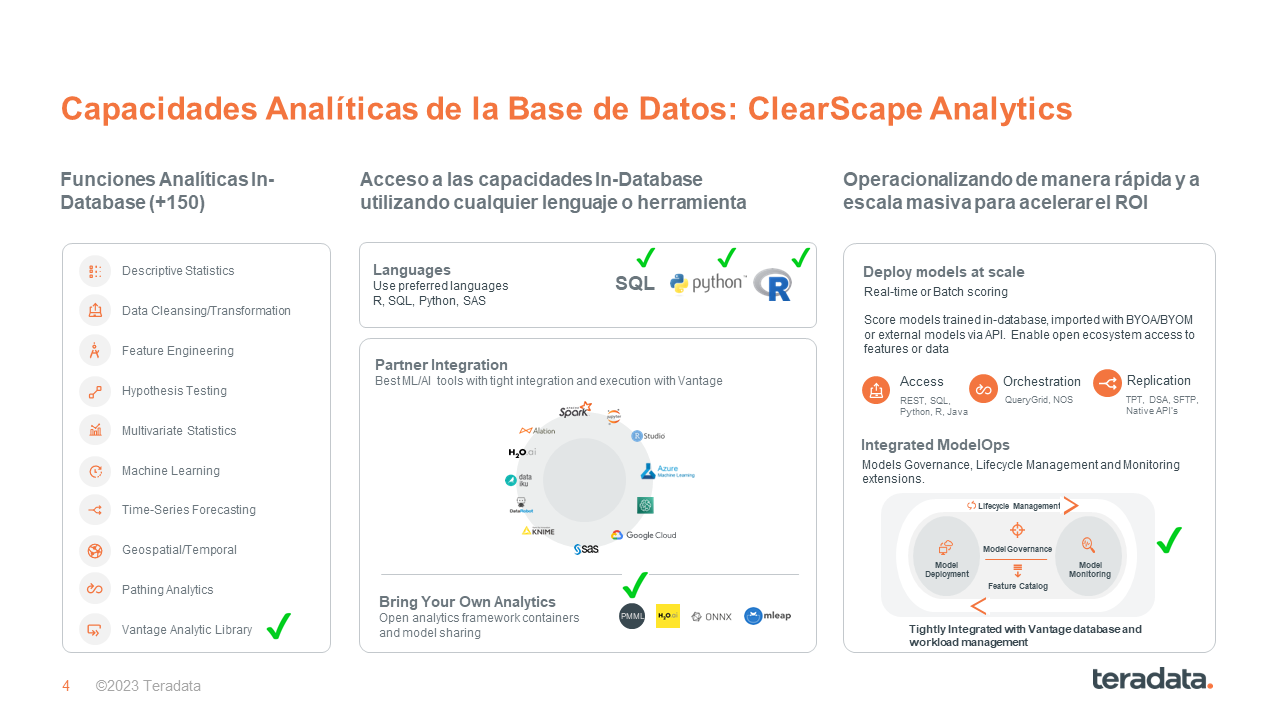 Capacidades Analíticas de la Base de Datos: ClearScape Analytics
Funciones Analíticas In-
Database (+150)
Descriptive Statistics
Data Cleansing/Transformation
Feature Engineering
Hypothesis Testing
Multivariate Statistics
Machine Learning
Time-Series Forecasting
Geospatial/Temporal
Pathing Analytics
Vantage Analytic Library
Acceso a las capacidades In-Database
utilizando cualquier lenguaje o herramienta
Languages
Use preferred languages
R, SQL, Python, SAS
SQL
python™
R
Partner Integration
Best ML/AI tools with tight integration and execution with Vantage
Spark
jupyter
R Studio
Alation
H2O.ai
Azure
Machine Learning
data
iku
DataRobot
KNIME
Google Cloud
sas
Bring Your Own Analytics
Open analytics framework containers
and model sharing
PMML
H2O.ai
ONNX
mleap
Operacionalizando de manera rápida y a
escala masiva para acelerar el ROI
Deploy models at scale
Real-time or Batch scoring
Score models trained in-database, imported with BYOA/BYOM
or external models via API. Enable open ecosystem access to
features or data
Access
REST, SQL,
Python, R, Java
Orchestration
QueryGrid, NOS
Replication
TPT, DSA, SFTP,
Native API's
Integrated ModelOps
Models Governance, Lifecycle Management and Monitoring
extensions.
Lifecycle Management
Model
Deployment
Model Governance
Feature Catalog
Model
Monitoring
Tightly Integrated with Vantage database and
workload management
4
©2023 Teradata
teradata.